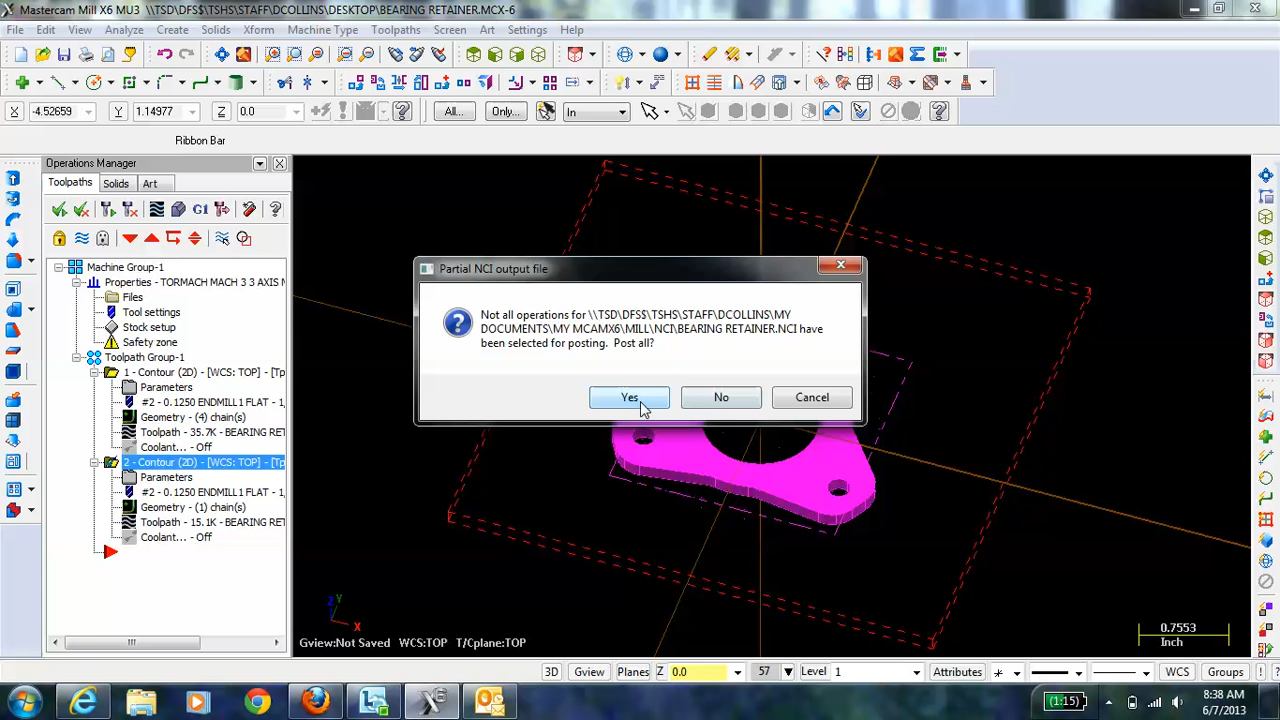 Mastercam Mill X6 MU3 \\TSD\DFS$\TSHS\STAFF\DCOLLINS\DESKTOP\BEARING RETAINER.MCX-6
File Edit View Analyze Create Solids Xform Machine Type Toolpaths Screen Art Settings Help
X -4.52659 Y 1.14977 Z 0.0 All... Only... In
Ribbon Bar
Operations Manager
Toolpaths Solids Art
G1
Machine Group-1
Properties - TORMACH MACH 3 3 AXIS M
Files
Tool settings
Stock setup
Safety zone
Toolpath Group-1
1 - Contour (2D) - [WCS: TOP] - [Tp
Parameters
#2 - 0.1250 ENDMILL1 FLAT - 1,
Geometry - (4) chain(s)
Toolpath - 35.7K - BEARING RET
Coolant... - Off
2 - Contour (2D) - [WCS: TOP] - [Tp
Parameters
#2 - 0.1250 ENDMILL1 FLAT - 1,
Geometry - (1) chain(s)
Toolpath - 15.1K - BEARING RET
Coolant... - Off
Partial NCI output file
Not all operations for \\TSD\DFS$\TSHS\STAFF\DCOLLINS\MY
DOCUMENTS\MY MCAMX6\MILL\NCI\BEARING RETAINER.NCI have
been selected for posting. Post all?
Yes No Cancel
Z Y X
Gview:Not Saved WCS:TOP T/Cplane:TOP
0.7553
Inch
3D Gview Planes Z 0.0 57 Level 1 Attributes WCS Groups
(1:15) 8:38 AM
6/7/2013